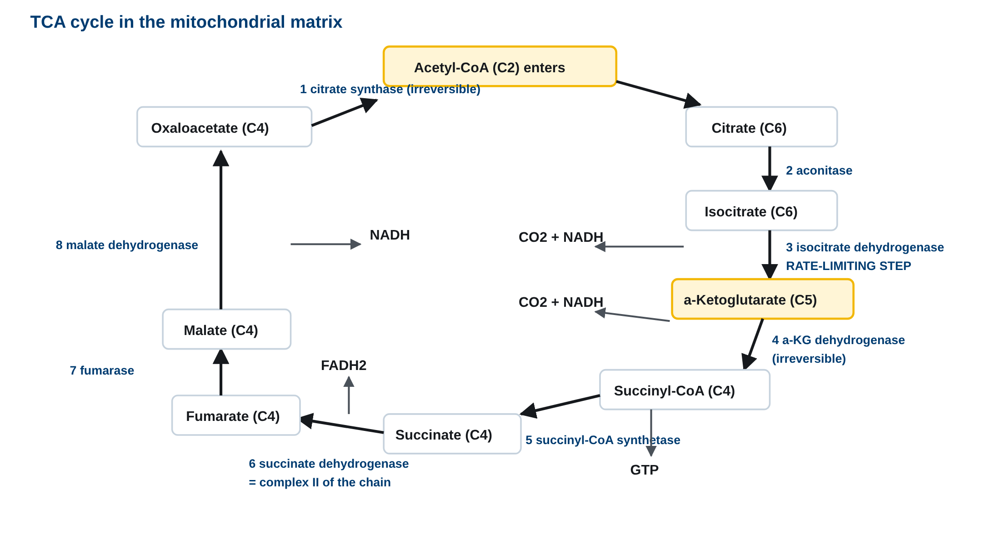 TCA cycle in the mitochondrial matrix
Acetyl-CoA (C2) enters
1 citrate synthase (irreversible)
Oxaloacetate (C4)
Citrate (C6)
2 aconitase
Isocitrate (C6)
8 malate dehydrogenase
NADH
CO2 + NADH
3 isocitrate dehydrogenase
RATE-LIMITING STEP
CO2 + NADH
a-Ketoglutarate (C5)
Malate (C4)
4 a-KG dehydrogenase
(irreversible)
7 fumarase
FADH2
Succinyl-CoA (C4)
Fumarate (C4)
Succinate (C4)
5 succinyl-CoA synthetase
6 succinate dehydrogenase
= complex II of the chain
GTP